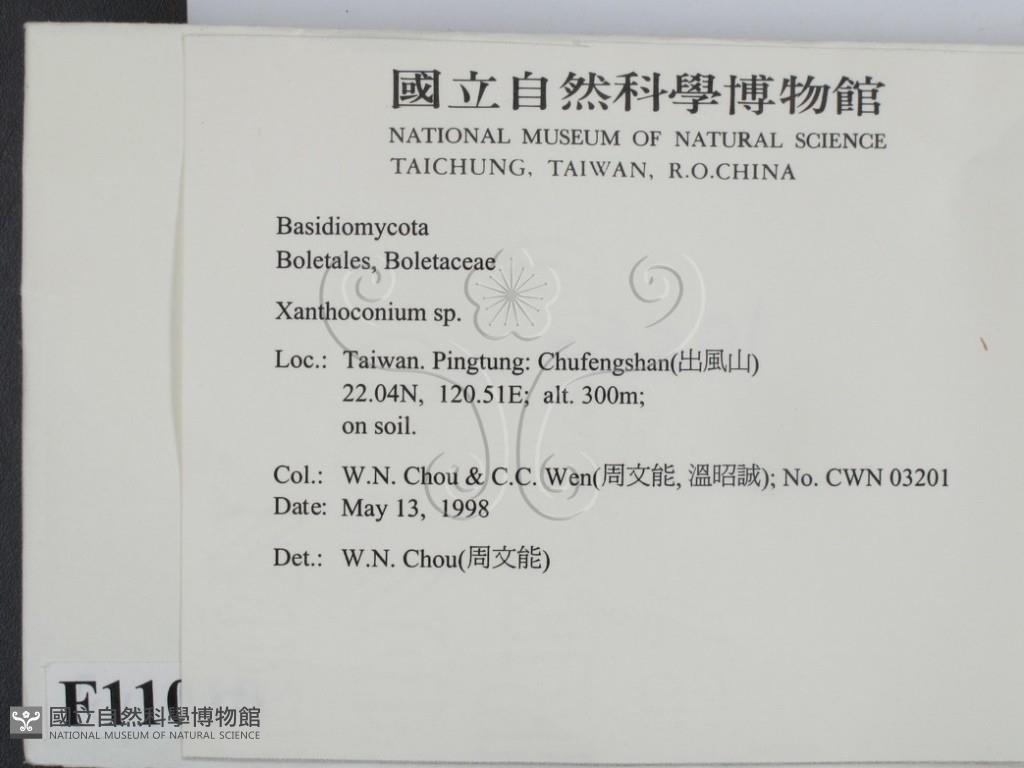 國立自然科學博物館
NATIONAL MUSEUM OF NATURAL SCIENCE
TAICHUNG, TAIWAN, R.O.CHINA
Basidiomycota
Boletales, Boletaceae
Xanthoconium sp.
Loc.: Taiwan. Pingtung: Chufengshan(出風山)
22.04N, 120.51E; alt. 300m;
on soil.
Col.: W.N. Chou & C.C. Wen(周文能, 溫昭誠); No. CWN 03201
Date: May 13, 1998
Det.: W.N. Chou(周文能)
國立自然科學博物館
NATIONAL MUSEUM OF NATURAL SCIENCE